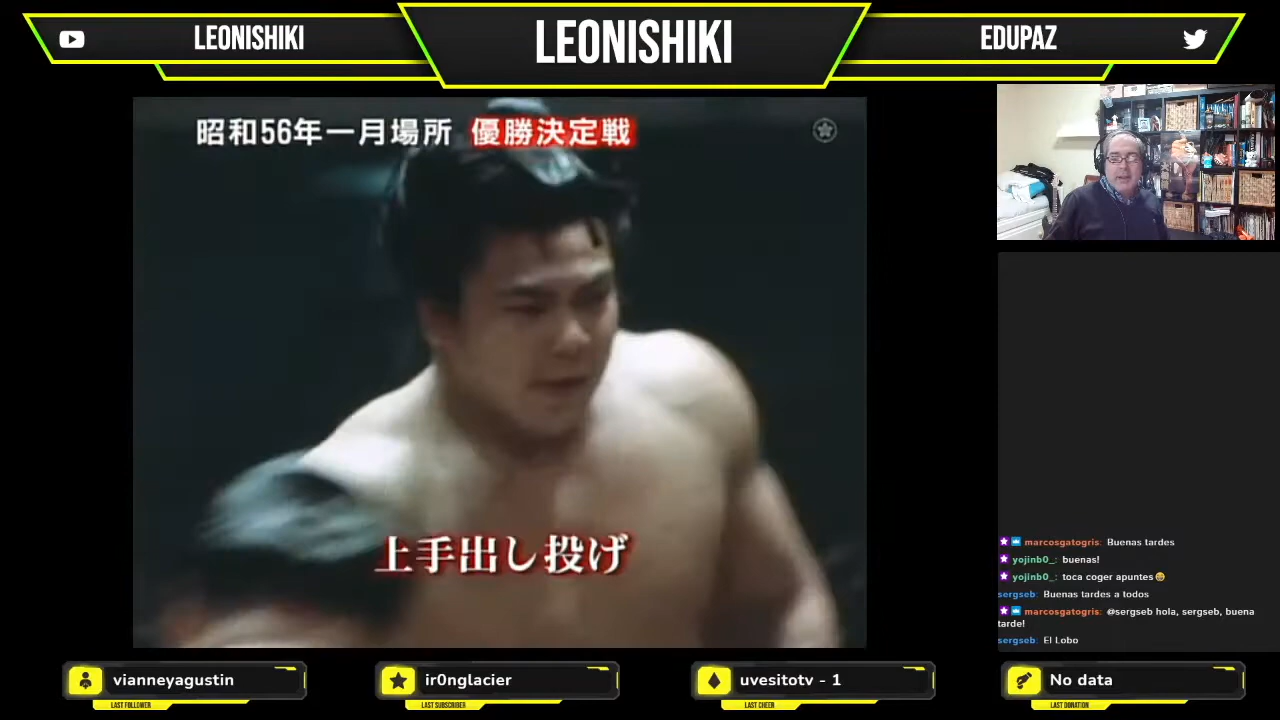 LEONISHIKI
LEONISHIKI
EDUPAZ
昭和56年一月場所 優勝決定戦
上手出し投げ
marcosgatogris: Buenas tardes
yojinb0_: buenas!
yojinb0_: toca coger apuntes😄
sergseb: Buenas tardes a todos
marcosgatogris: @sergseb hola, sergseb, buena
tarde!
sergseb: El Lobo
vianneyagustin
LAST FOLLOWER
ir0nglacier
LAST SUBSCRIBER
uvesitotv - 1
LAST CHEER
No data
LAST DONATION